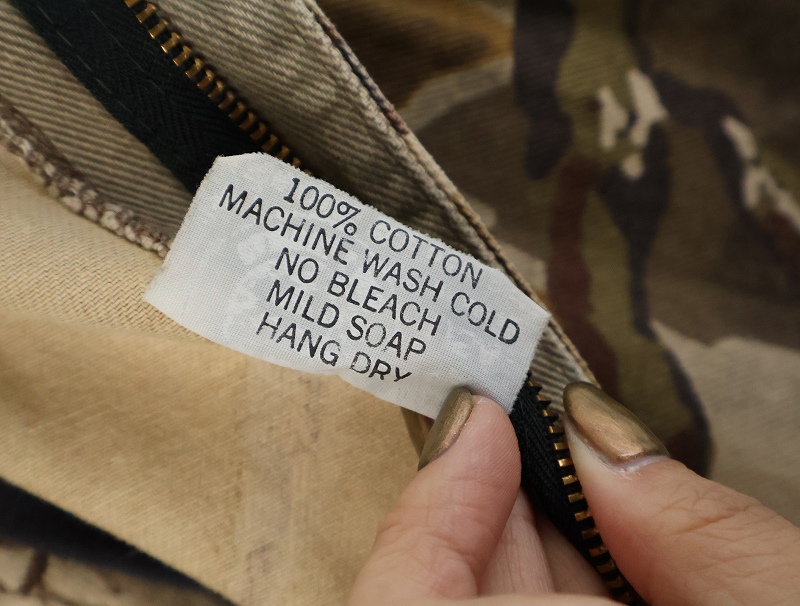 100% COTTON
MACHINE WASH COLD
NO BLEACH
MILD SOAP
HANG DRY